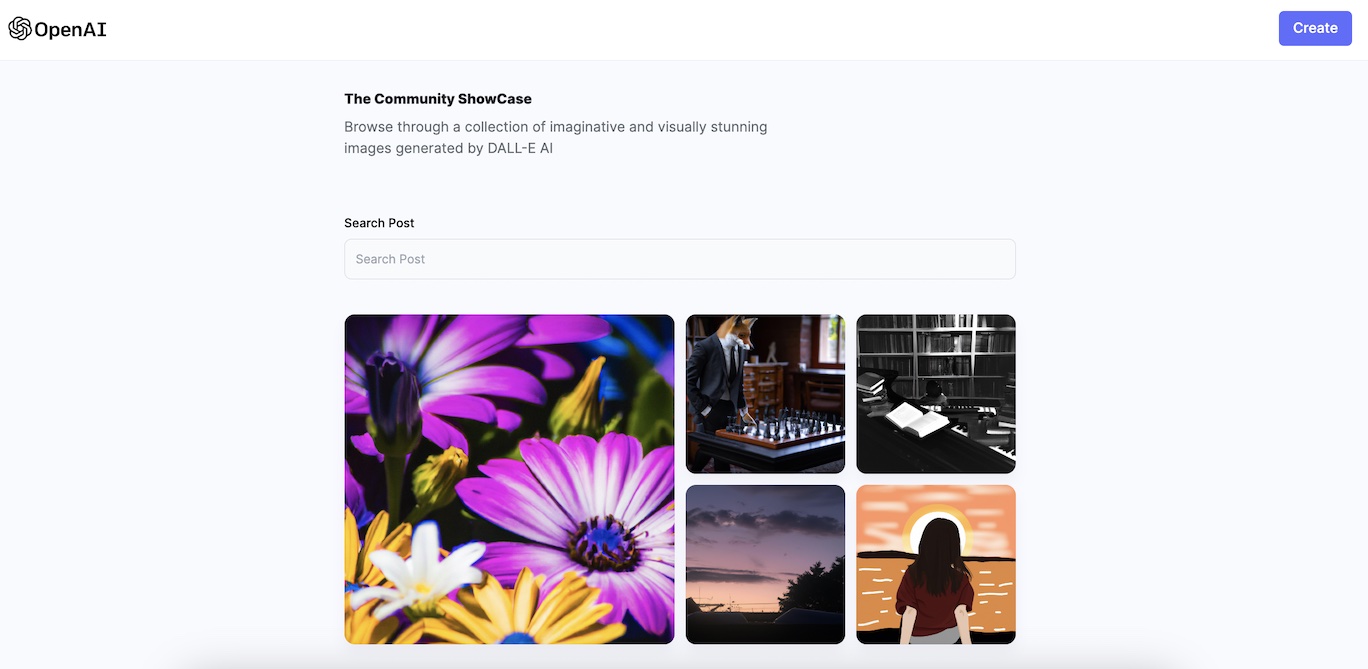 OpenAI
Create
The Community ShowCase
Browse through a collection of imaginative and visually stunning
images generated by DALL-E AI
Search Post
Search Post